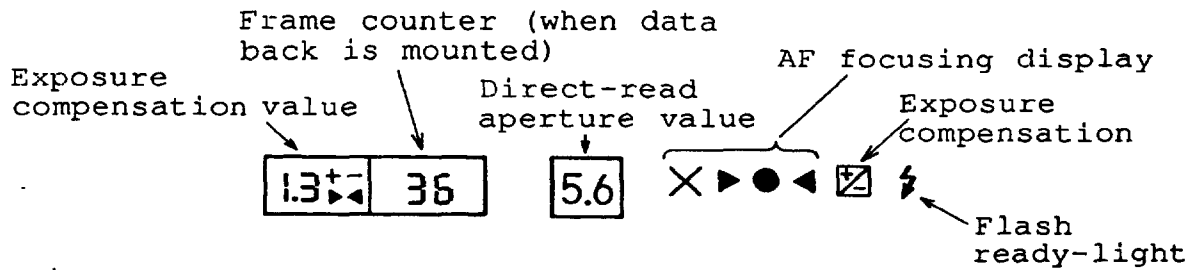 Frame counter (when data
back is mounted)
AF focusing display
Exposure
compensation value
Direct-read
aperture value
Exposure
compensation
1.3 + -
36
5.6
+ -
Flash
ready-light